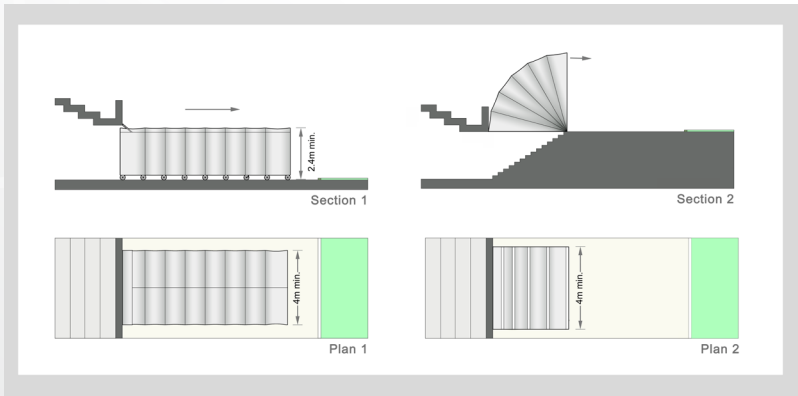 2.4m min.
Section 1
Section 2
4m min.
Plan 1
4m min.
Plan 2